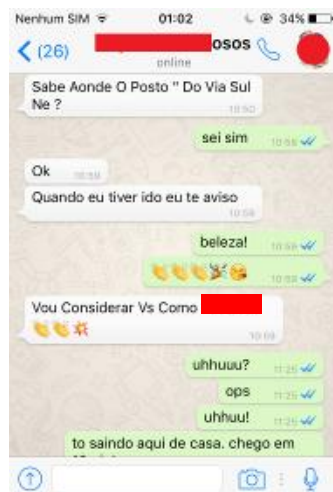 Nenhum SIM 01:02 34%
(26) osos
online
Sabe Aonde O Posto " Do Via Sul
Ne ?
10:50
sei sim
10:58
Ok
10:59
Quando eu tiver ido eu te aviso
10:59
beleza!
10:59
10:59
Vou Considerar Vs Como
10:59
uhhuuu?
11:25
ops
11:25
uhhuu!
11:25
to saindo aqui de casa. chego em